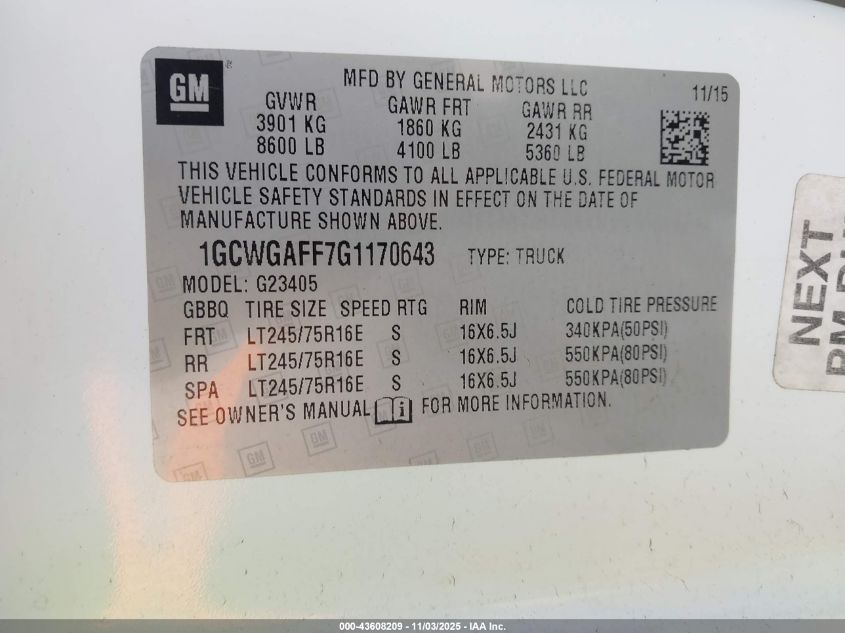 GM ®
MFD BY GENERAL MOTORS LLC 11/15
GVWR GAWR FRT GAWR RR
3901 KG 1860 KG 2431 KG
8600 LB 4100 LB 5360 LB
THIS VEHICLE CONFORMS TO ALL APPLICABLE U.S. FEDERAL MOTOR
VEHICLE SAFETY STANDARDS IN EFFECT ON THE DATE OF
MANUFACTURE SHOWN ABOVE.
1GCWGAFF7G1170643 TYPE: TRUCK
MODEL: G23405
GBBQ TIRE SIZE SPEED RTG RIM COLD TIRE PRESSURE
FRT LT245/75R16E S 16X6.5J 340KPA(50PSI)
RR LT245/75R16E S 16X6.5J 550KPA(80PSI)
SPA LT245/75R16E S 16X6.5J 550KPA(80PSI)
SEE OWNER'S MANUAL FOR MORE INFORMATION.
NEXT
000-43608209 - 11/03/2025 - IAA Inc.